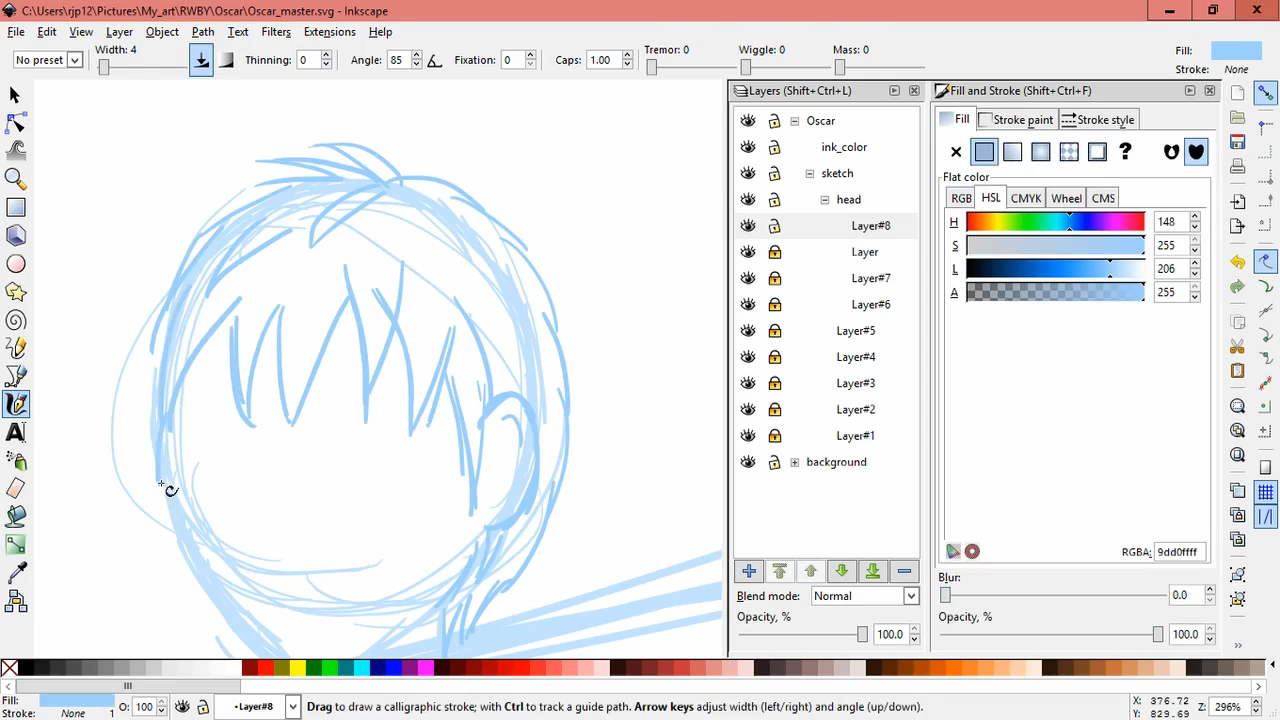 C:\Users\rjp12\Pictures\My_art\RWBY\Oscar\Oscar_master.svg - Inkscape
File Edit View Layer Object Path Text Filters Extensions Help
No preset Width: 4 Thinning: 0 Angle: 85 Fixation: 0 Caps: 1.00 Tremor: 0 Wiggle: 0 Mass: 0 Fill:
Stroke: None
Layers (Shift+Ctrl+L)
Oscar
ink_color
sketch
head
Layer#8
Layer
Layer#7
Layer#6
Layer#5
Layer#4
Layer#3
Layer#2
Layer#1
background
Blend mode: Normal
Opacity, %
100.0
Fill and Stroke (Shift+Ctrl+F)
Fill Stroke paint Stroke style
?
Flat color
RGB HSL CMYK Wheel CMS
H 148
S 255
L 206
A 255
RGBA: 9dd0ffff
Blur:
0.0
Opacity, %
100.0
Fill:
Stroke: None 1 O: 100 •Layer#8 Drag to draw a calligraphic stroke; with Ctrl to track a guide path. Arrow keys adjust width (left/right) and angle (up/down).
X: 376.72
Y: 829.69
Z: 296%